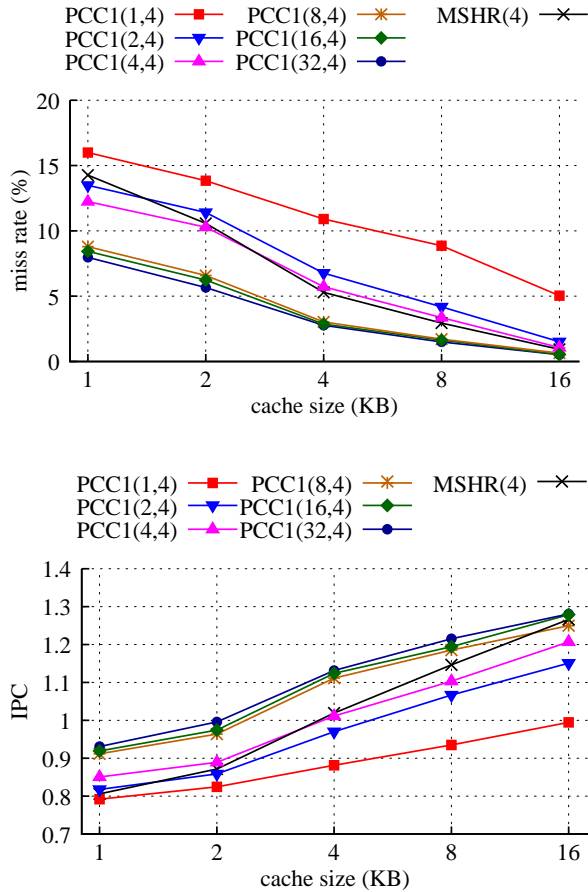 PCC1(1,4) PCC1(8,4) MSHR(4)
PCC1(2,4) PCC1(16,4)
PCC1(4,4) PCC1(32,4)
20
15
10
5
0
miss rate (%)
1 2 4 8 16
cache size (KB)
PCC1(1,4) PCC1(8,4) MSHR(4)
PCC1(2,4) PCC1(16,4)
PCC1(4,4) PCC1(32,4)
1.4
1.3
1.2
1.1
1
0.9
0.8
0.7
IPC
1 2 4 8 16
cache size (KB)